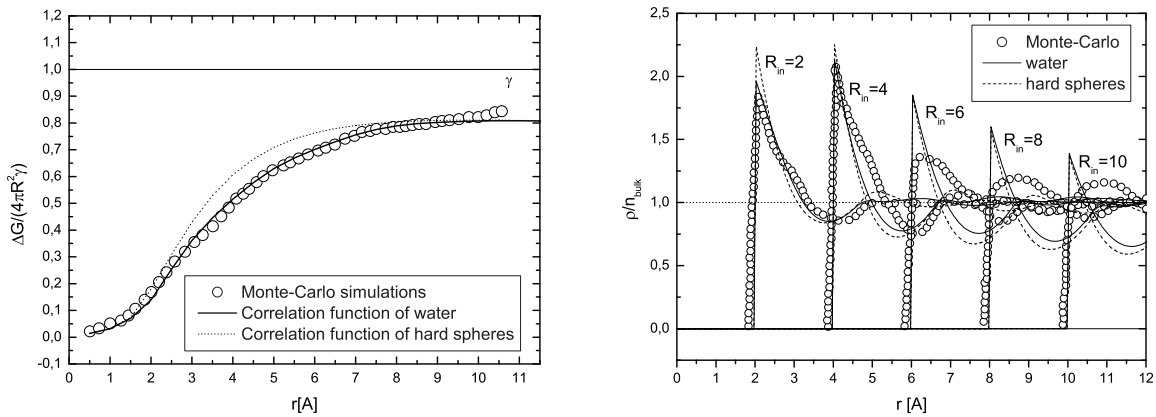 1,2
1,1
1,0
0,9
0,8
0,7
0,6
0,5
0,4
0,3
0,2
0,1
0,0
-0,1
ΔG/(4πR²γ)
γ
Monte-Carlo simulations
Correlation function of water
Correlation function of hard spheres
0 1 2 3 4 5 6 7 8 9 10 11
r[A]
2,5
2,0
1,5
1,0
0,5
0,0
ρ/n_bulk
R_in=2
R_in=4
R_in=6
R_in=8
R_in=10
Monte-Carlo
water
hard spheres
0 1 2 3 4 5 6 7 8 9 10 11 12
r [A]